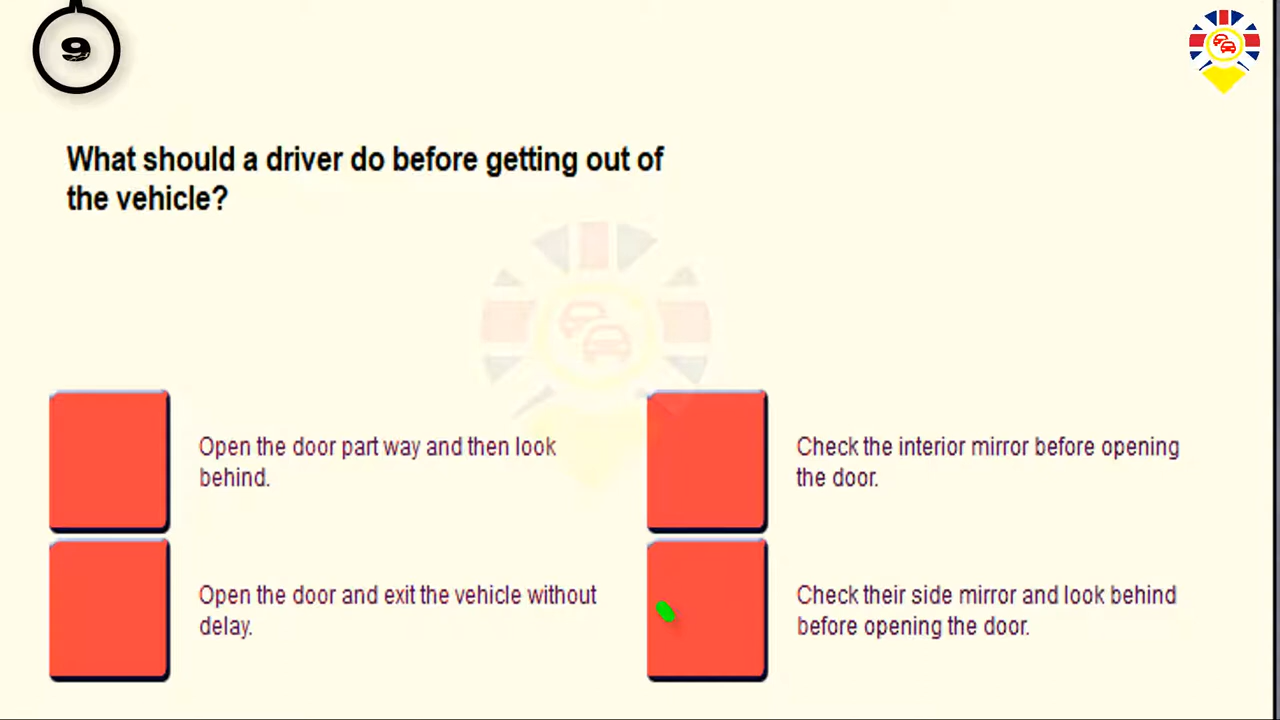 9
What should a driver do before getting out of
the vehicle?
Open the door part way and then look
behind.
Check the interior mirror before opening
the door.
Open the door and exit the vehicle without
delay.
Check their side mirror and look behind
before opening the door.